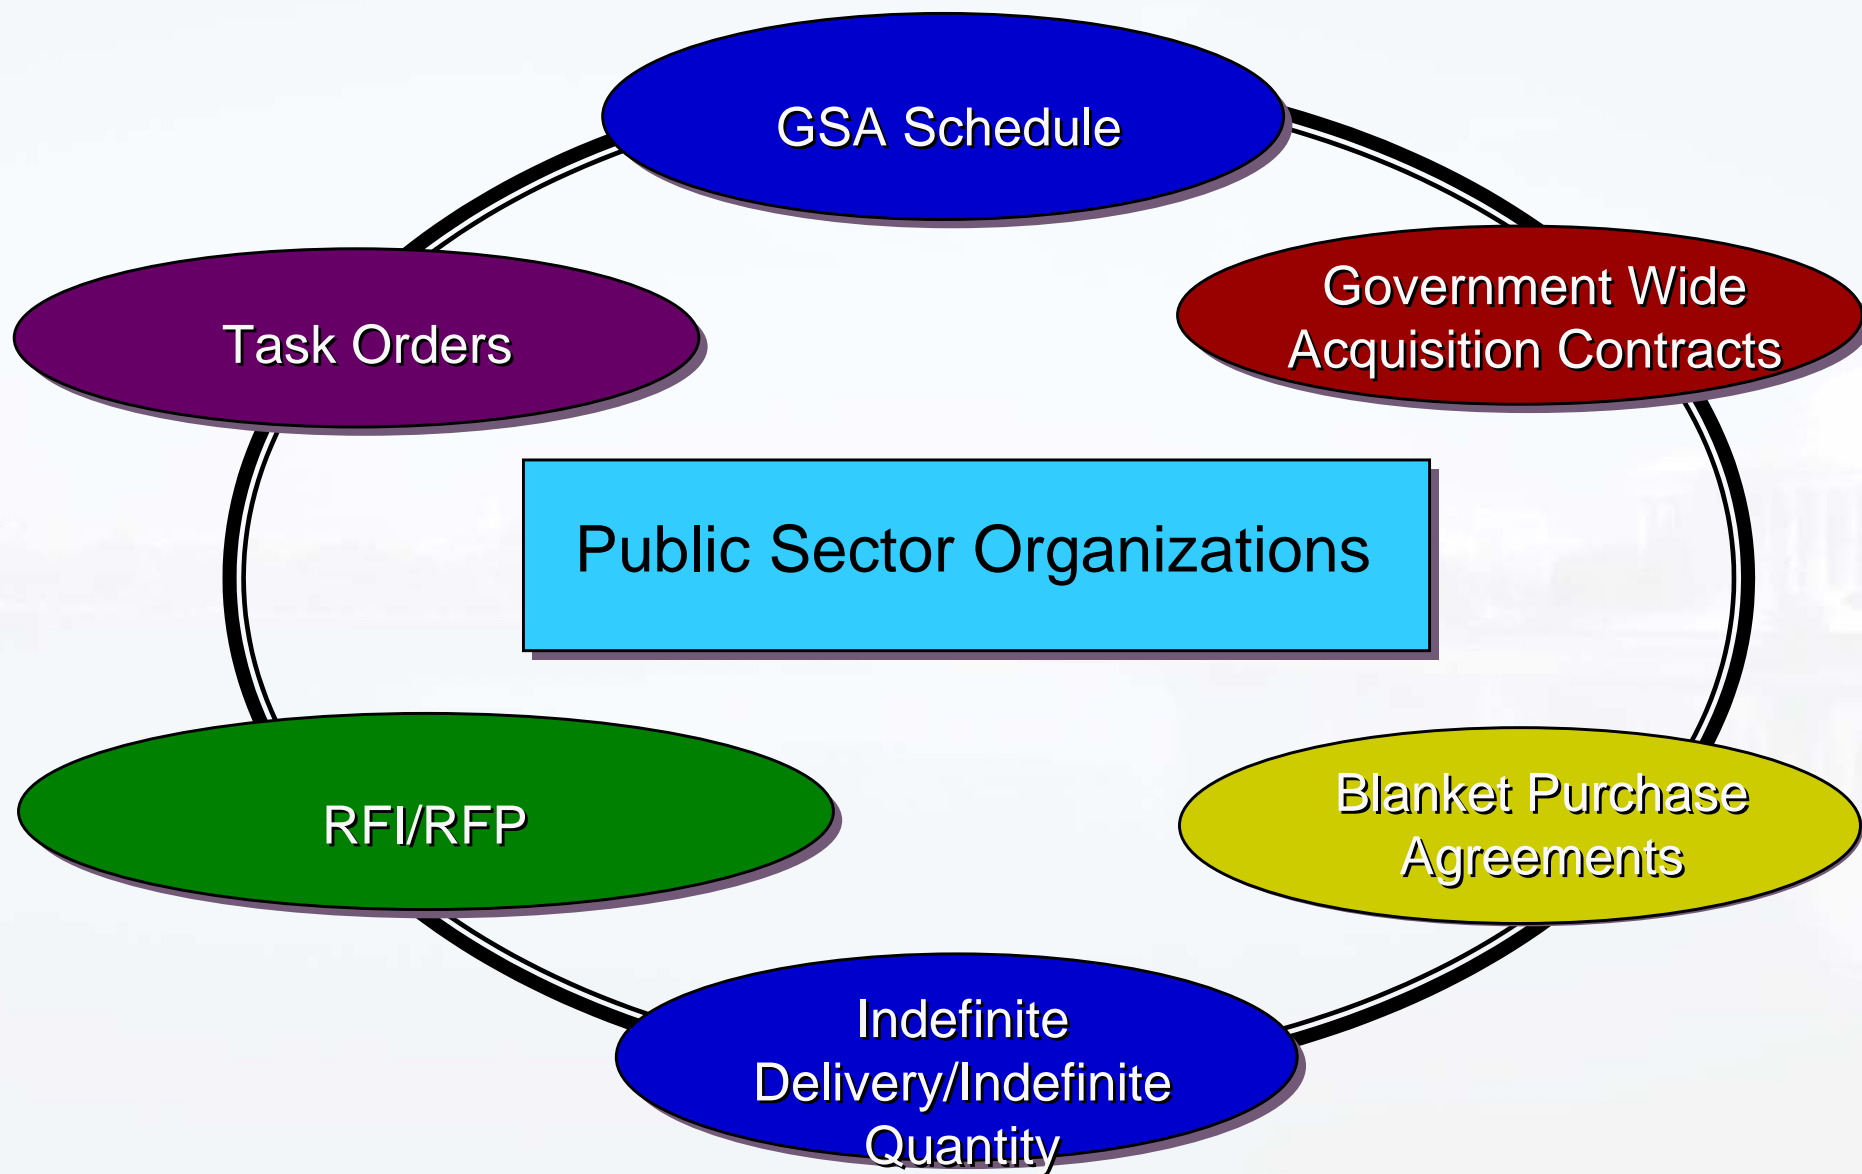 GSA Schedule
Government Wide
Acquisition Contracts
Task Orders
Public Sector Organizations
Blanket Purchase
Agreements
RFI/RFP
Indefinite
Delivery/Indefinite
Quantity